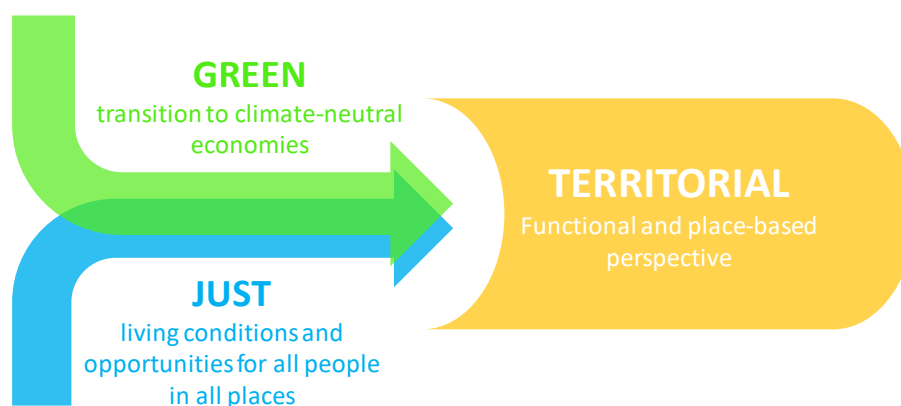 GREEN
transition to climate-neutral
economies
TERRITORIAL
Functional and place-based
perspective
JUST
living conditions and
opportunities for all people
in all places